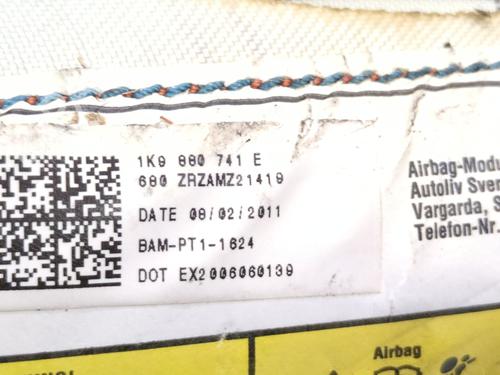 1K9 880 741 E
680 ZRZAMZ21419
DATE 08/02/2011
BAM-PT1-1624
DOT EX2006060139
Airbag-Modu
Autoliv Sver
Vargarda, S
Telefon-Nr.
Airbag